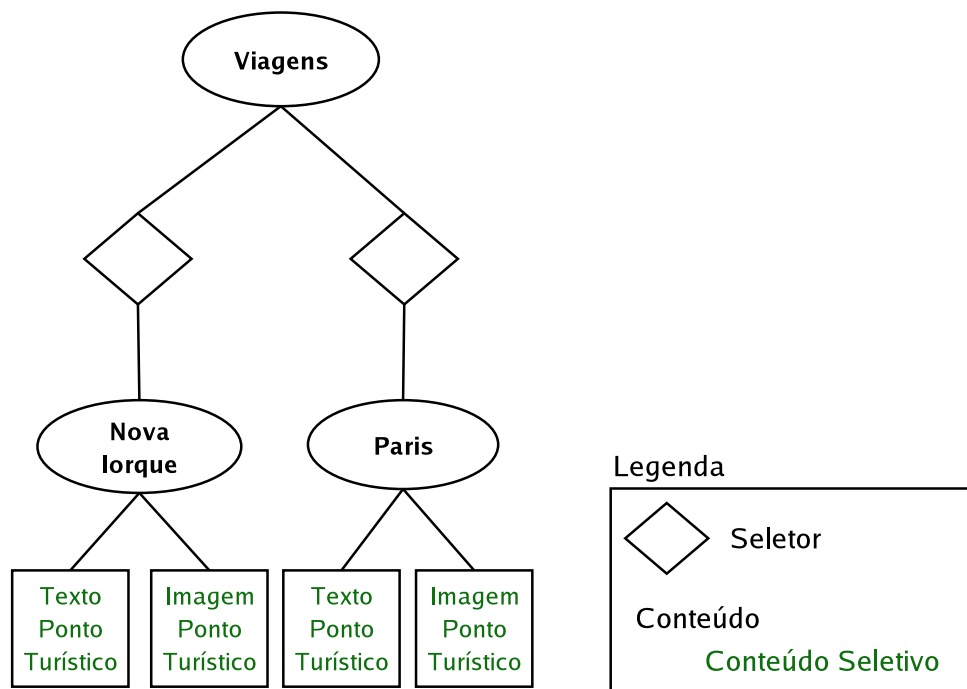 Viagens
Nova
Iorque
Paris
Texto
Ponto
Turístico
Imagem
Ponto
Turístico
Texto
Ponto
Turístico
Imagem
Ponto
Turístico
Legenda
Seletor
Conteúdo
Conteúdo Seletivo